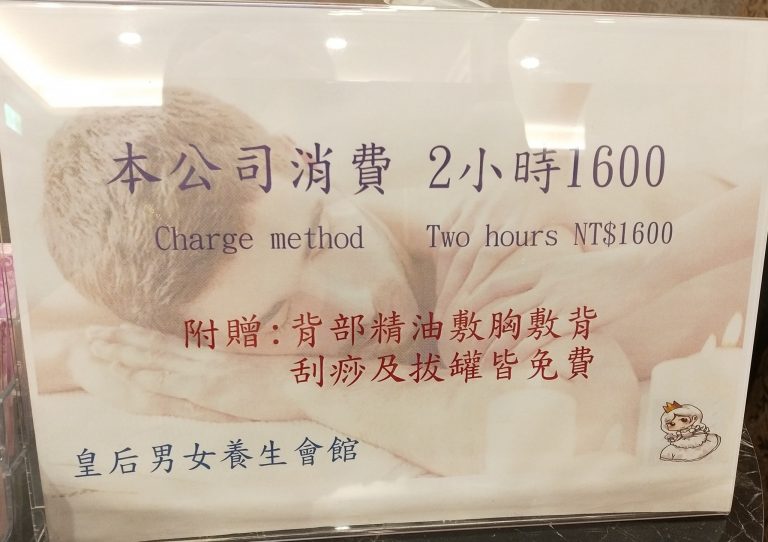 本公司消費 2小時1600
Charge method Two hours NT$1600
附贈:背部精油敷胸敷背
刮痧及拔罐皆免費
皇后男女養生會館